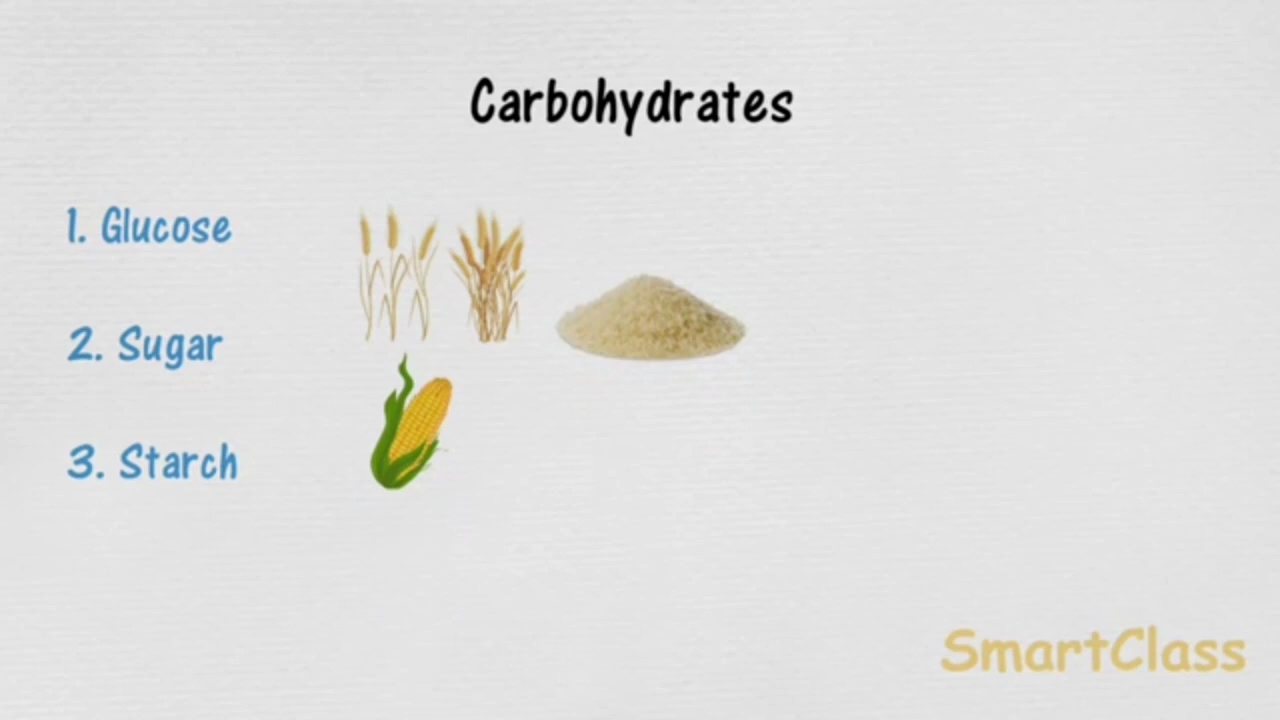 Carbohydrates
1. Glucose
2. Sugar
3. Starch
SmartClass